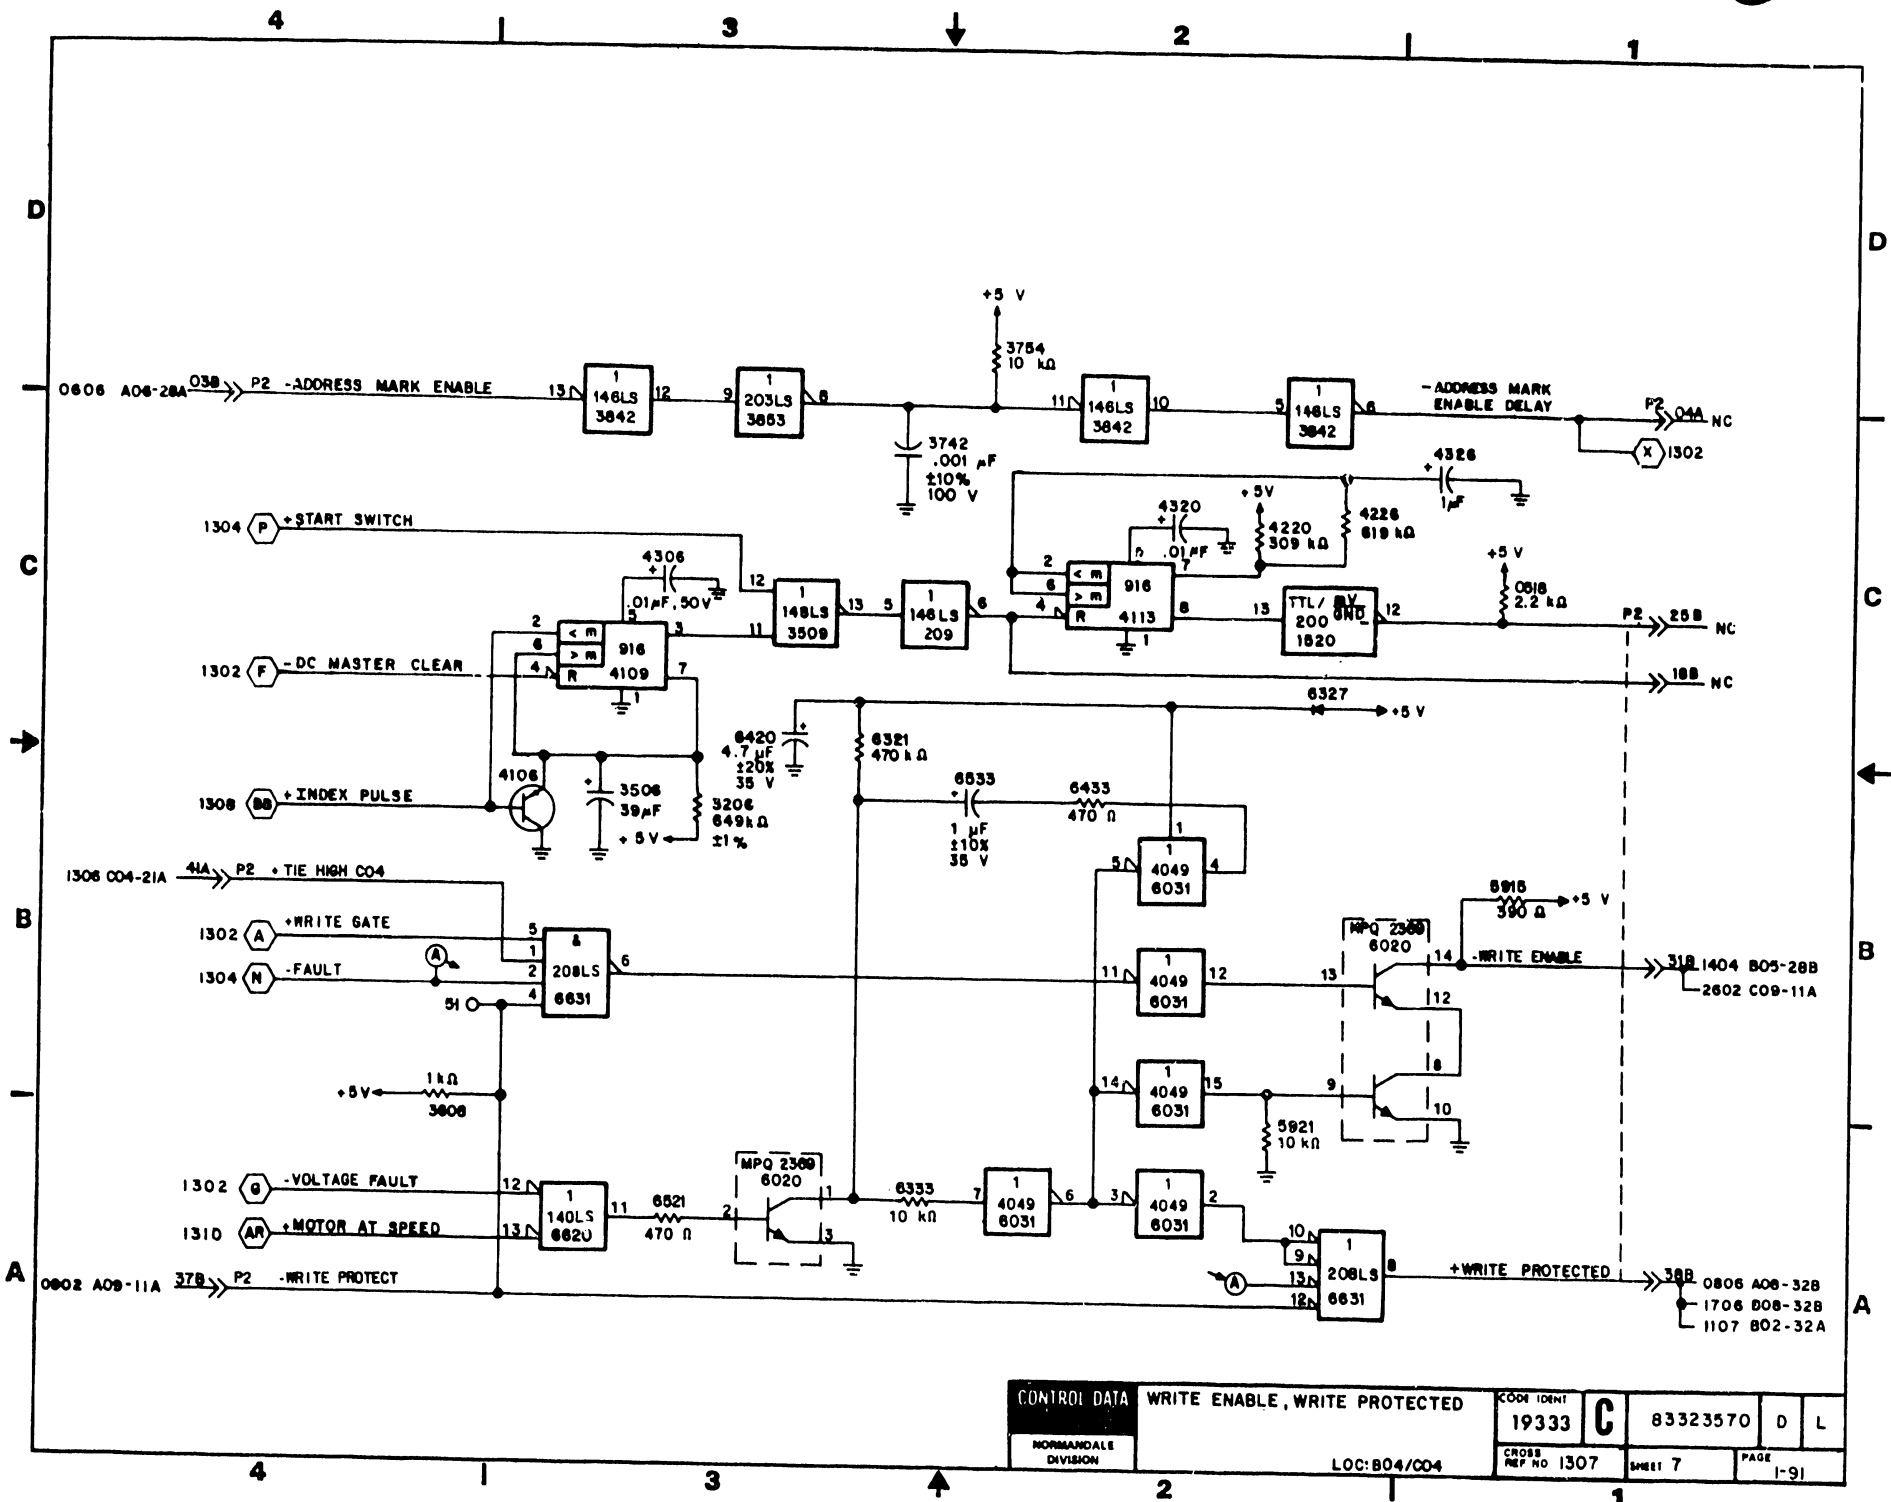 4 3 2 1
D
D
+5 V
3754
10 kΩ
0606 A06-28A 03B P2 -ADDRESS MARK ENABLE
13 1 146LS 3842 12
9 1 203LS 3853 8
11 1 146LS 3842 10
5 1 146LS 3842 6
-ADDRESS MARK
ENABLE DELAY
P2 04A NC
X 1302
3742
.001 µF
±10%
100 V
4326
+
1µF
1304 P +START SWITCH
4320
+
.01µF
+5V
4220
309 kΩ
4226
619 kΩ
C
C
4306
+
.01µF, 50V
5
2 < m
6 > m
4 R
916
4109
3
7
1
12
11
1
148LS
3509
13
5 1 146LS 209 6
2 < m
6 > m
4 R
916
4113
7
8
1
13 TTL/ MV
200 GND
1520
12
+5 V
0518
2.2 kΩ
P2 25B NC
18B NC
1302 F -DC MASTER CLEAR
6327
+5 V
6420
4.7 µF
±20%
35 V
+
6321
470 kΩ
4106
1308 BB +INDEX PULSE
+
3506
39µF
3206
649kΩ
±1%
+5V
6533
+
1 µF
±10%
35 V
6433
470 Ω
1
5 1 4049 6031 4
1306 C04-21A 41A P2 +TIE HIGH C04
1302 A +WRITE GATE
1304 N -FAULT
A
51
5
1
2
4
&
208LS
6631
6
B
B
11 1 4049 6031 12
MPQ 2369
6020
13
14
12
5915
390 Ω
+5 V
-WRITE ENABLE
31B 1404 B05-28B
2602 C09-11A
+5V
1kΩ
3608
14 1 4049 6031 15
9
8
10
5921
10 kΩ
1302 G -VOLTAGE FAULT
1310 AR +MOTOR AT SPEED
12
13
1
140LS
6620
11
6521
470 Ω
MPQ 2369
6020
2
1
3
6333
10 kΩ
7 1 4049 6031 6
3 1 4049 6031 2
10
9
13
12
A
1
208LS
6631
8
+WRITE PROTECTED
38B 0806 A08-32B
1706 B08-32B
1107 B02-32A
A
A
0802 A09-11A 37B P2 -WRITE PROTECT
CONTROL DATA
NORMANDALE
DIVISION
WRITE ENABLE, WRITE PROTECTED
LOC: B04/C04
CODE IDENT
19333
C
83323570
D
L
CROSS
REF NO 1307
SHEET 7
PAGE
1-91
4 3 2 1